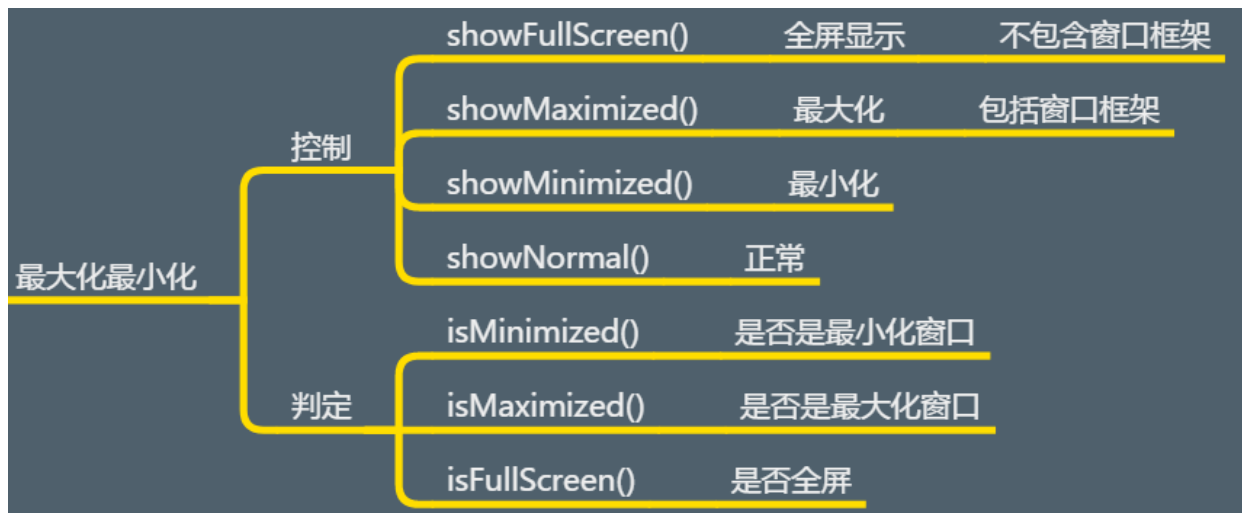 最大化最小化
控制
showFullScreen() 全屏显示 不包含窗口框架
showMaximized() 最大化 包括窗口框架
showMinimized() 最小化
showNormal() 正常
判定
isMinimized() 是否是最小化窗口
isMaximized() 是否是最大化窗口
isFullScreen() 是否全屏